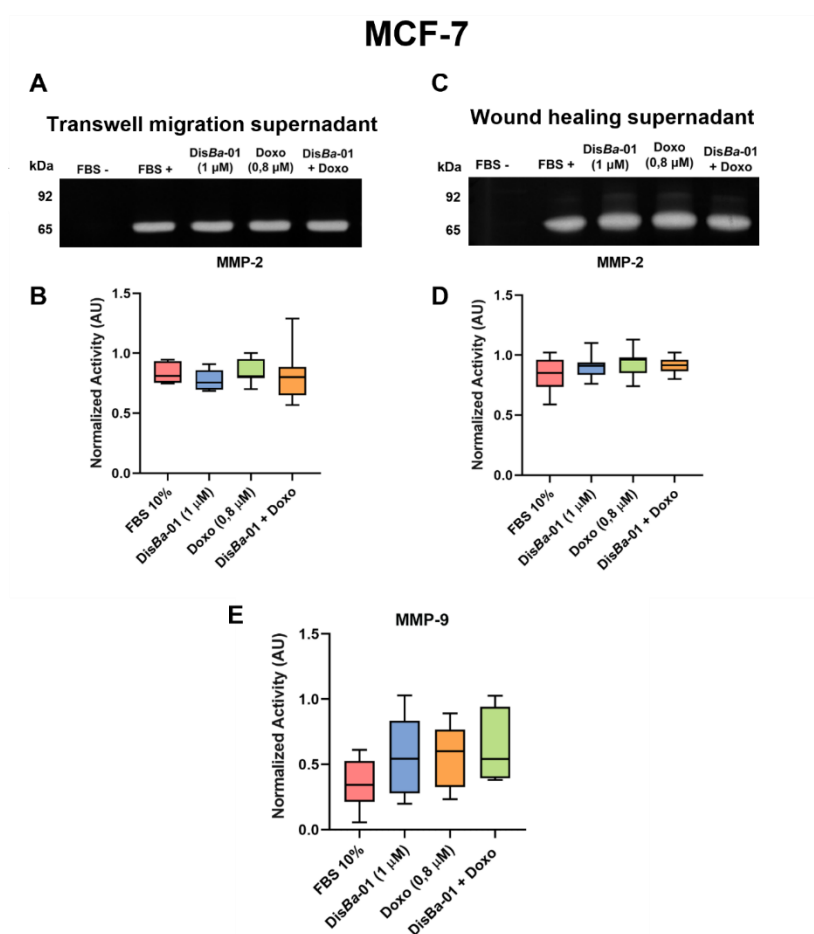 MCF-7
A
Transwell migration supernadant
kDa FBS - FBS + DisBa-01 (1 µM) Doxo (0,8 µM) DisBa-01 + Doxo
92
65
MMP-2
B
Normalized Activity (AU)
1.5
1.0
0.5
0.0
FBS 10%
DisBa-01 (1 µM)
Doxo (0,8 µM)
DisBa-01 + Doxo
C
Wound healing supernadant
kDa FBS - FBS + DisBa-01 (1 µM) Doxo (0,8 µM) DisBa-01 + Doxo
92
65
MMP-2
D
Normalized Activity (AU)
1.5
1.0
0.5
0.0
FBS 10%
DisBa-01 (1 µM)
Doxo (0,8 µM)
DisBa-01 + Doxo
E
MMP-9
Normalized Activity (AU)
1.5
1.0
0.5
0.0
FBS 10%
DisBa-01 (1 µM)
Doxo (0,8 µM)
DisBa-01 + Doxo